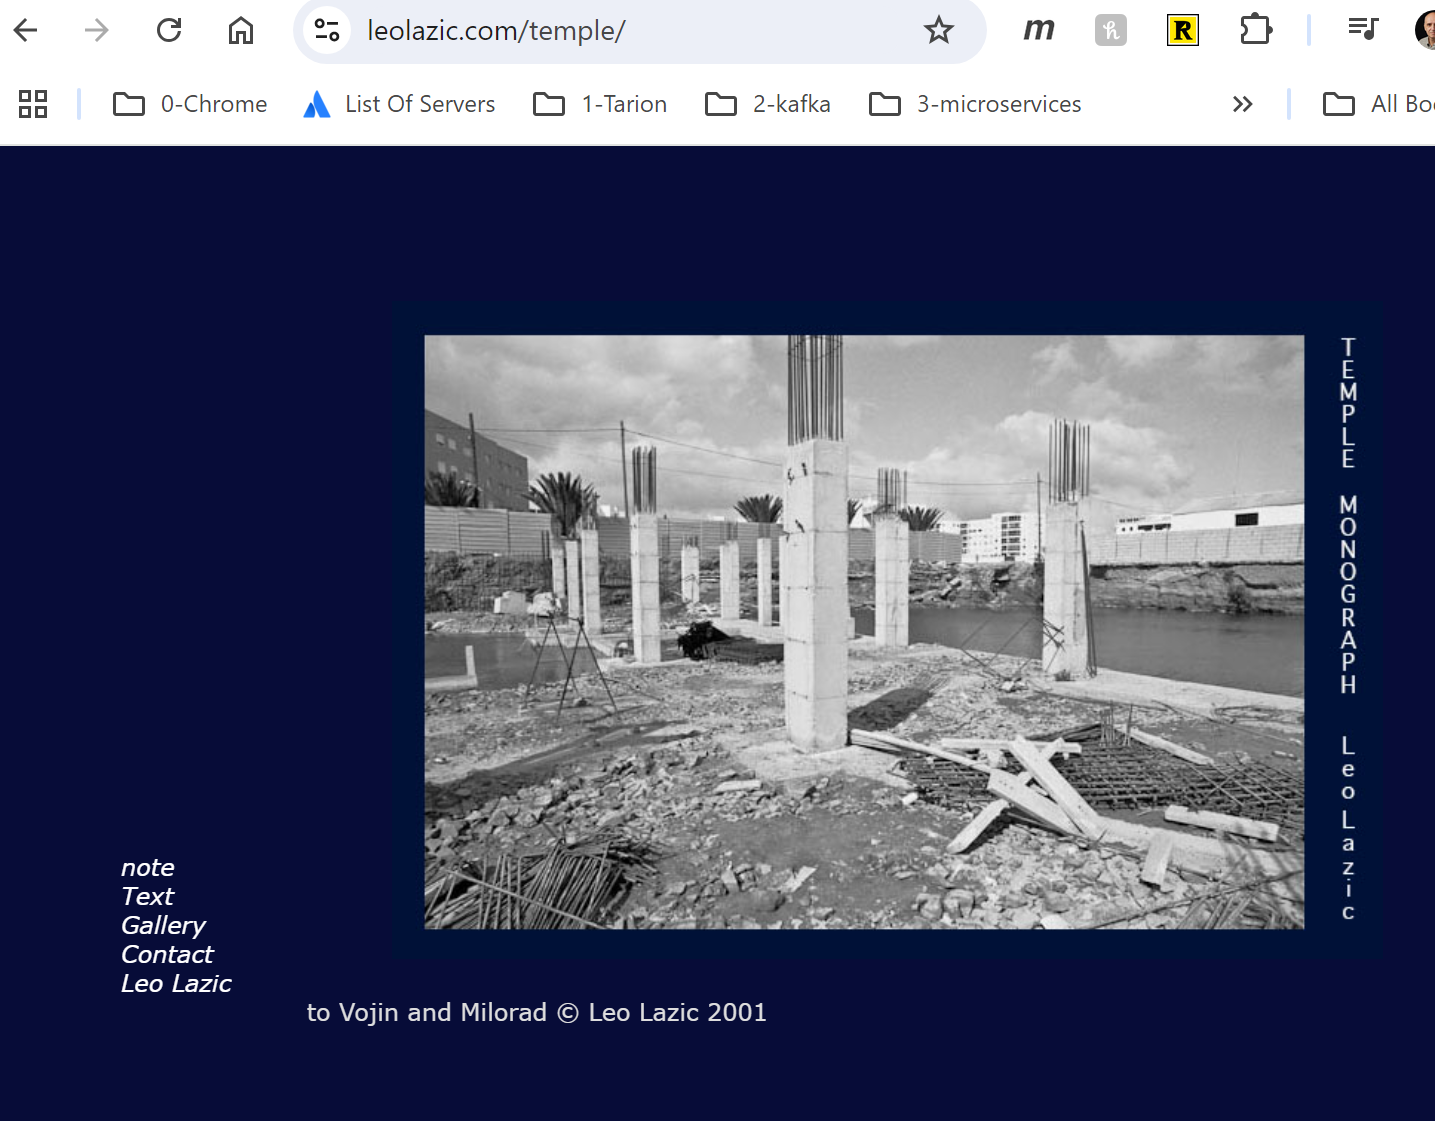 leolazic.com/temple/
m
h
R
0-Chrome
List Of Servers
1-Tarion
2-kafka
3-microservices
All Boo
TEMPLE MONOGRAPH Leo Lazic
note
Text
Gallery
Contact
Leo Lazic
to Vojin and Milorad © Leo Lazic 2001